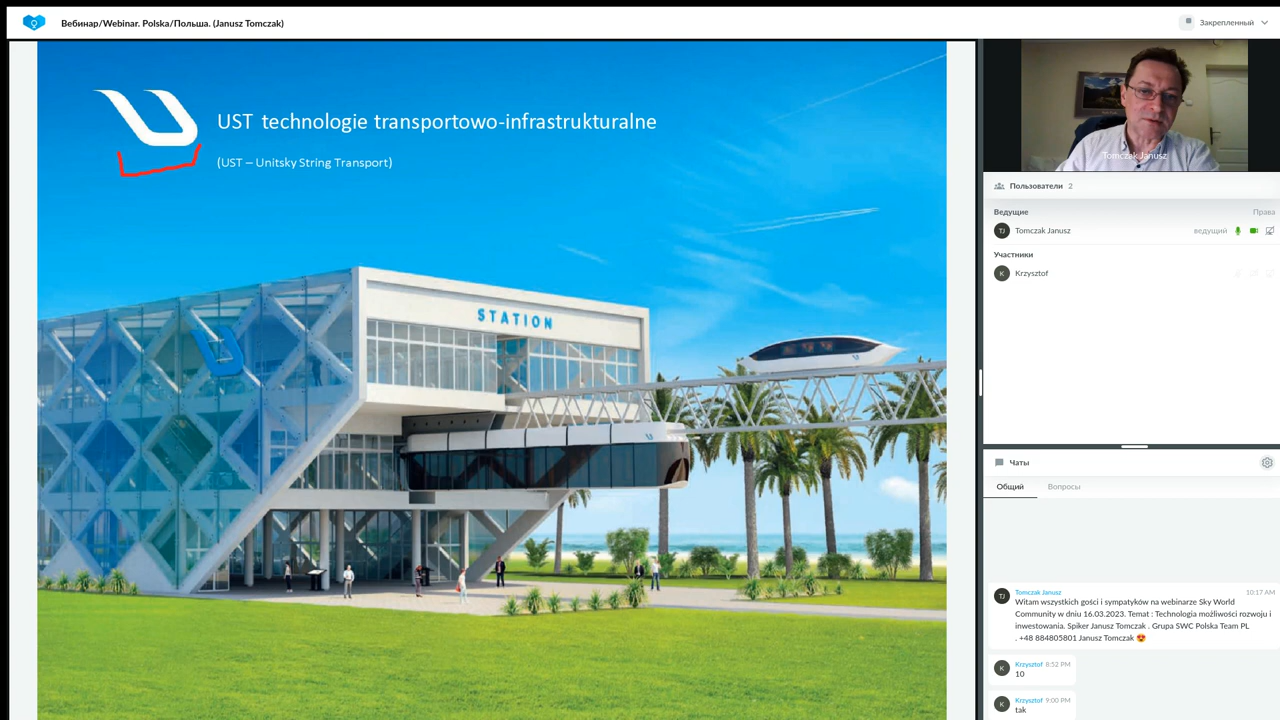 Вебинар/Webinar. Polska/Польша. (Janusz Tomczak)
Закрепленный
UST technologie transportowo-infrastrukturalne
(UST – Unitsky String Transport)
STATION
Tomczak Janusz
Пользователи 2
Ведущие
Права
TJ
Tomczak Janusz
ведущий
Участники
K
Krzysztof
Чаты
Общий
Вопросы
TJ
Tomczak Janusz
10:17 AM
Witam wszystkich gości i sympatyków na webinarze Sky World
Community w dniu 16.03.2023. Temat : Technologia możliwości rozwoju i
inwestowania. Spiker Janusz Tomczak . Grupa SWC Polska Team PL
. +48 884805801 Janusz Tomczak 😍
K
Krzysztof 8:52 PM
10
K
Krzysztof 9:00 PM
tak